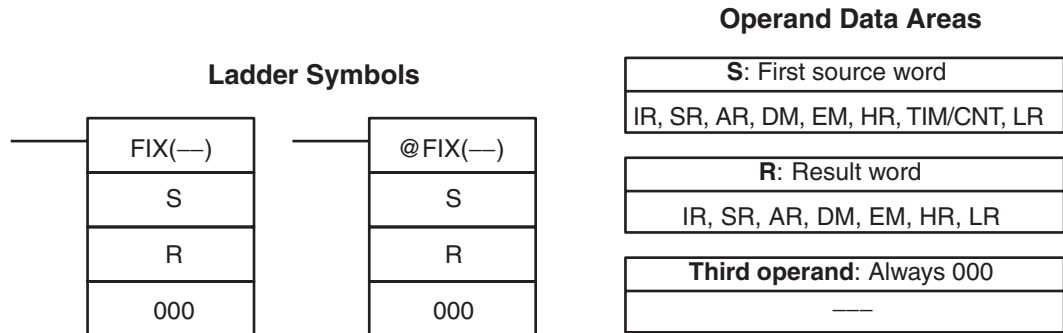 Ladder Symbols
FIX(––)
S
R
000
@FIX(––)
S
R
000
Operand Data Areas
S: First source word
IR, SR, AR, DM, EM, HR, TIM/CNT, LR
R: Result word
IR, SR, AR, DM, EM, HR, LR
Third operand: Always 000
–––